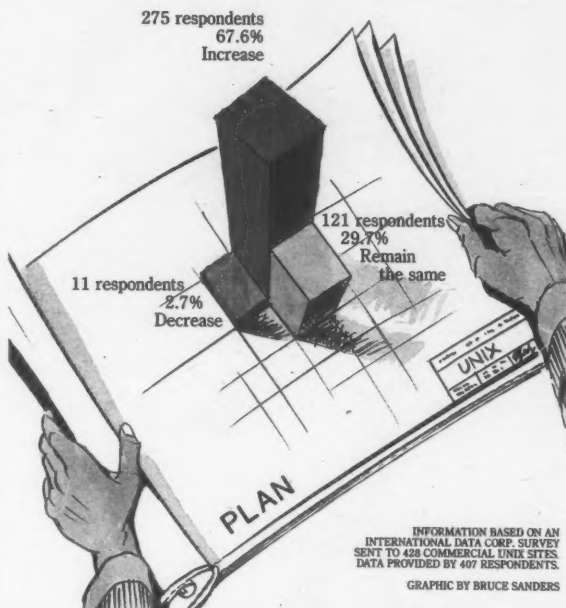 275 respondents
67.6%
Increase
121 respondents
29.7%
Remain
the same
11 respondents
2.7%
Decrease
UNIX
PLAN
INFORMATION BASED ON AN
INTERNATIONAL DATA CORP. SURVEY
SENT TO 428 COMMERCIAL UNIX SITES.
DATA PROVIDED BY 407 RESPONDENTS.
GRAPHIC BY BRUCE SANDERS